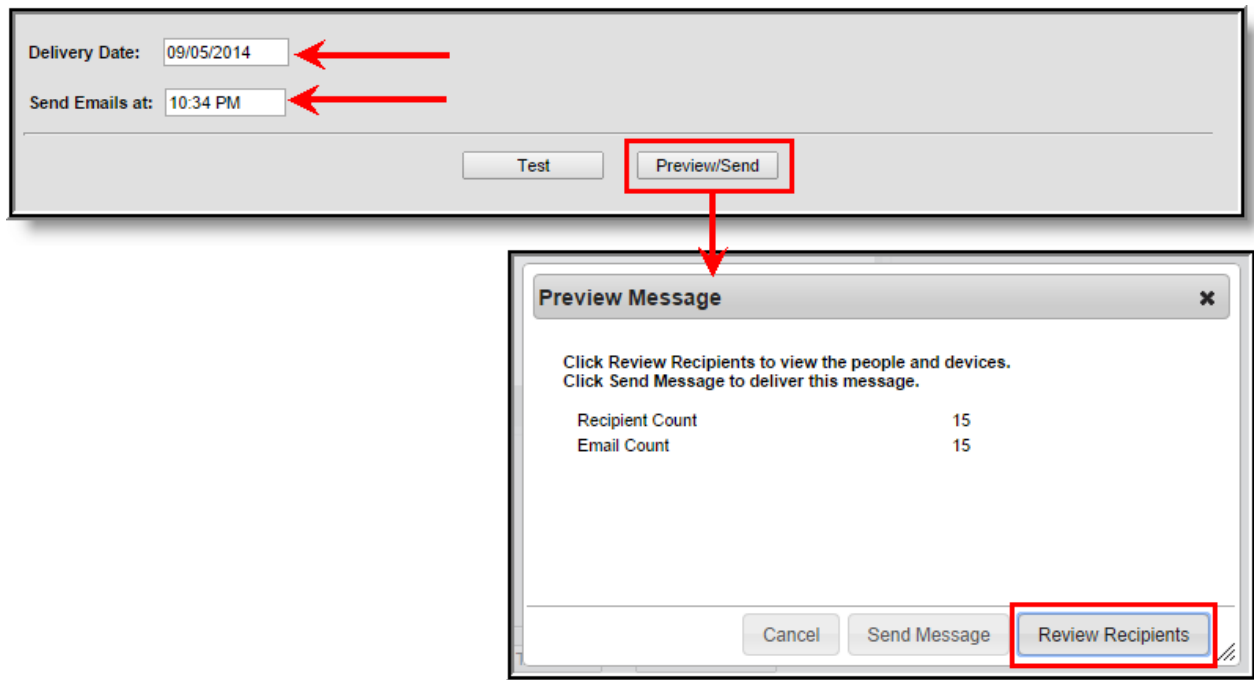 Delivery Date: 09/05/2014
Send Emails at: 10:34 PM
Test Preview/Send
Preview Message
Click Review Recipients to view the people and devices.
Click Send Message to deliver this message.
Recipient Count 15
Email Count 15
Cancel Send Message Review Recipients